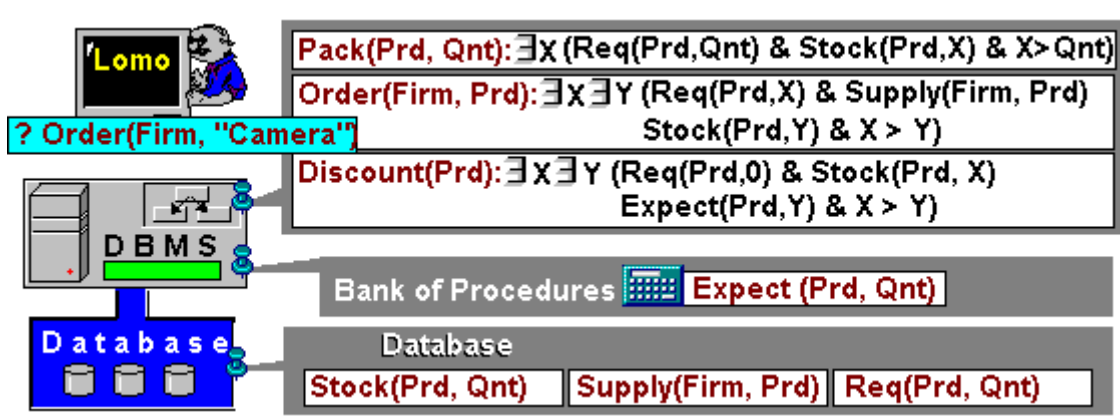 Lomo
Pack(Prd, Qnt):∃X(Req(Prd,Qnt) & Stock(Prd,X) & X>Qnt)
Order(Firm, Prd):∃X∃Y (Req(Prd,X) & Supply(Firm, Prd)
Stock(Prd,Y) & X > Y)
? Order(Firm, "Camera")
Discount(Prd):∃X∃Y (Req(Prd,0) & Stock(Prd, X)
Expect(Prd,Y) & X > Y)
DBMS
Bank of Procedures Expect (Prd, Qnt)
Database
Database
Stock(Prd, Qnt) Supply(Firm, Prd) Req(Prd, Qnt)